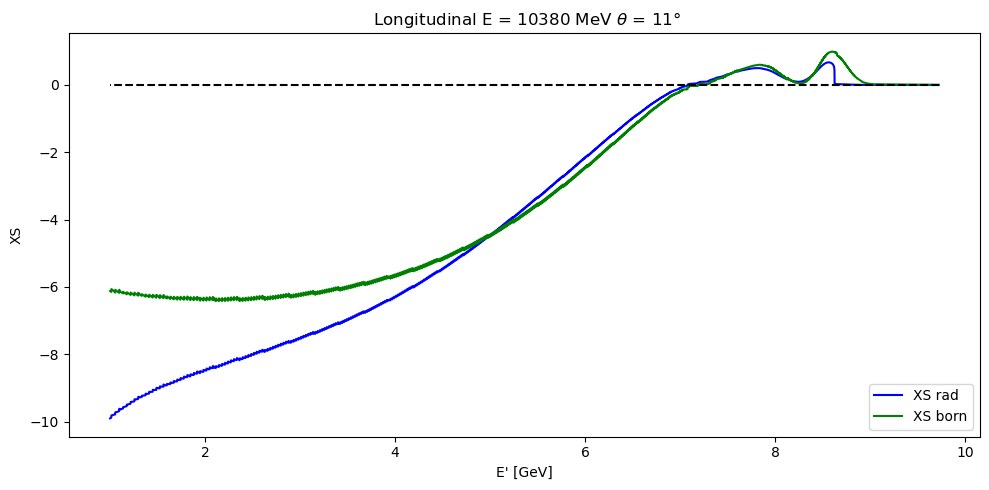 Longitudinal E = 10380 MeV θ = 11°
XS
0
−2
−4
−6
−8
−10
2
4
6
8
10
E' [GeV]
XS rad
XS born